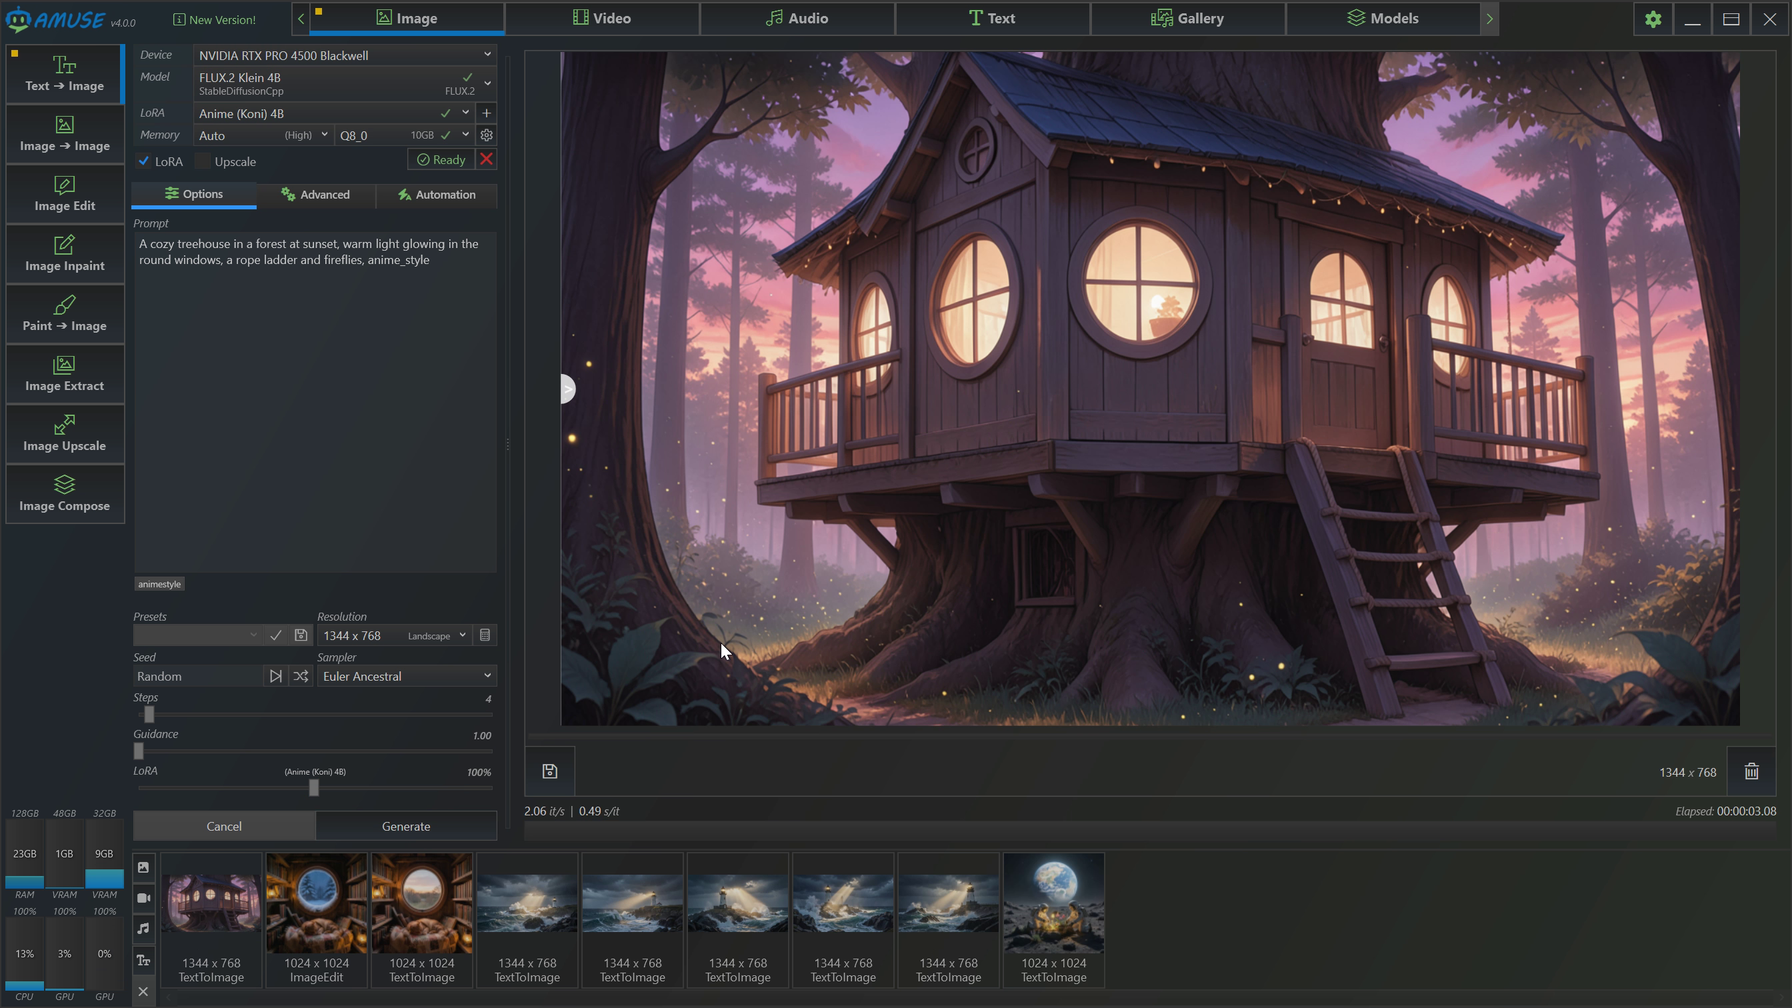 AMUSE v4.0.0
New Version!
Image
Video
Audio
Text
Gallery
Models
Text → Image
Image → Image
Image Edit
Image Inpaint
Paint → Image
Image Extract
Image Upscale
Image Compose
Device
NVIDIA RTX PRO 4500 Blackwell
Model
FLUX.2 Klein 4B
StableDiffusionCpp
FLUX.2
LoRA
Anime (Koni) 4B
Memory
Auto
(High)
Q8_0
10GB
LoRA
Upscale
Ready
Options
Advanced
Automation
Prompt
A cozy treehouse in a forest at sunset, warm light glowing in the
round windows, a rope ladder and fireflies, anime_style
animestyle
Presets
Resolution
1344 x 768
Landscape
Seed
Sampler
Random
Euler Ancestral
Steps
4
Guidance
1.00
LoRA
(Anime (Koni) 4B)
100%
Cancel
Generate
1344 x 768
2.06 it/s | 0.49 s/it
Elapsed: 00:00:03.08
128GB 48GB 32GB
23GB 1GB 9GB
RAM VRAM VRAM
100% 100% 100%
13% 3% 0%
CPU GPU GPU
1344 x 768
TextToImage
1024 x 1024
ImageEdit
1024 x 1024
TextToImage
1344 x 768
TextToImage
1344 x 768
TextToImage
1344 x 768
TextToImage
1344 x 768
TextToImage
1344 x 768
TextToImage
1024 x 1024
TextToImage